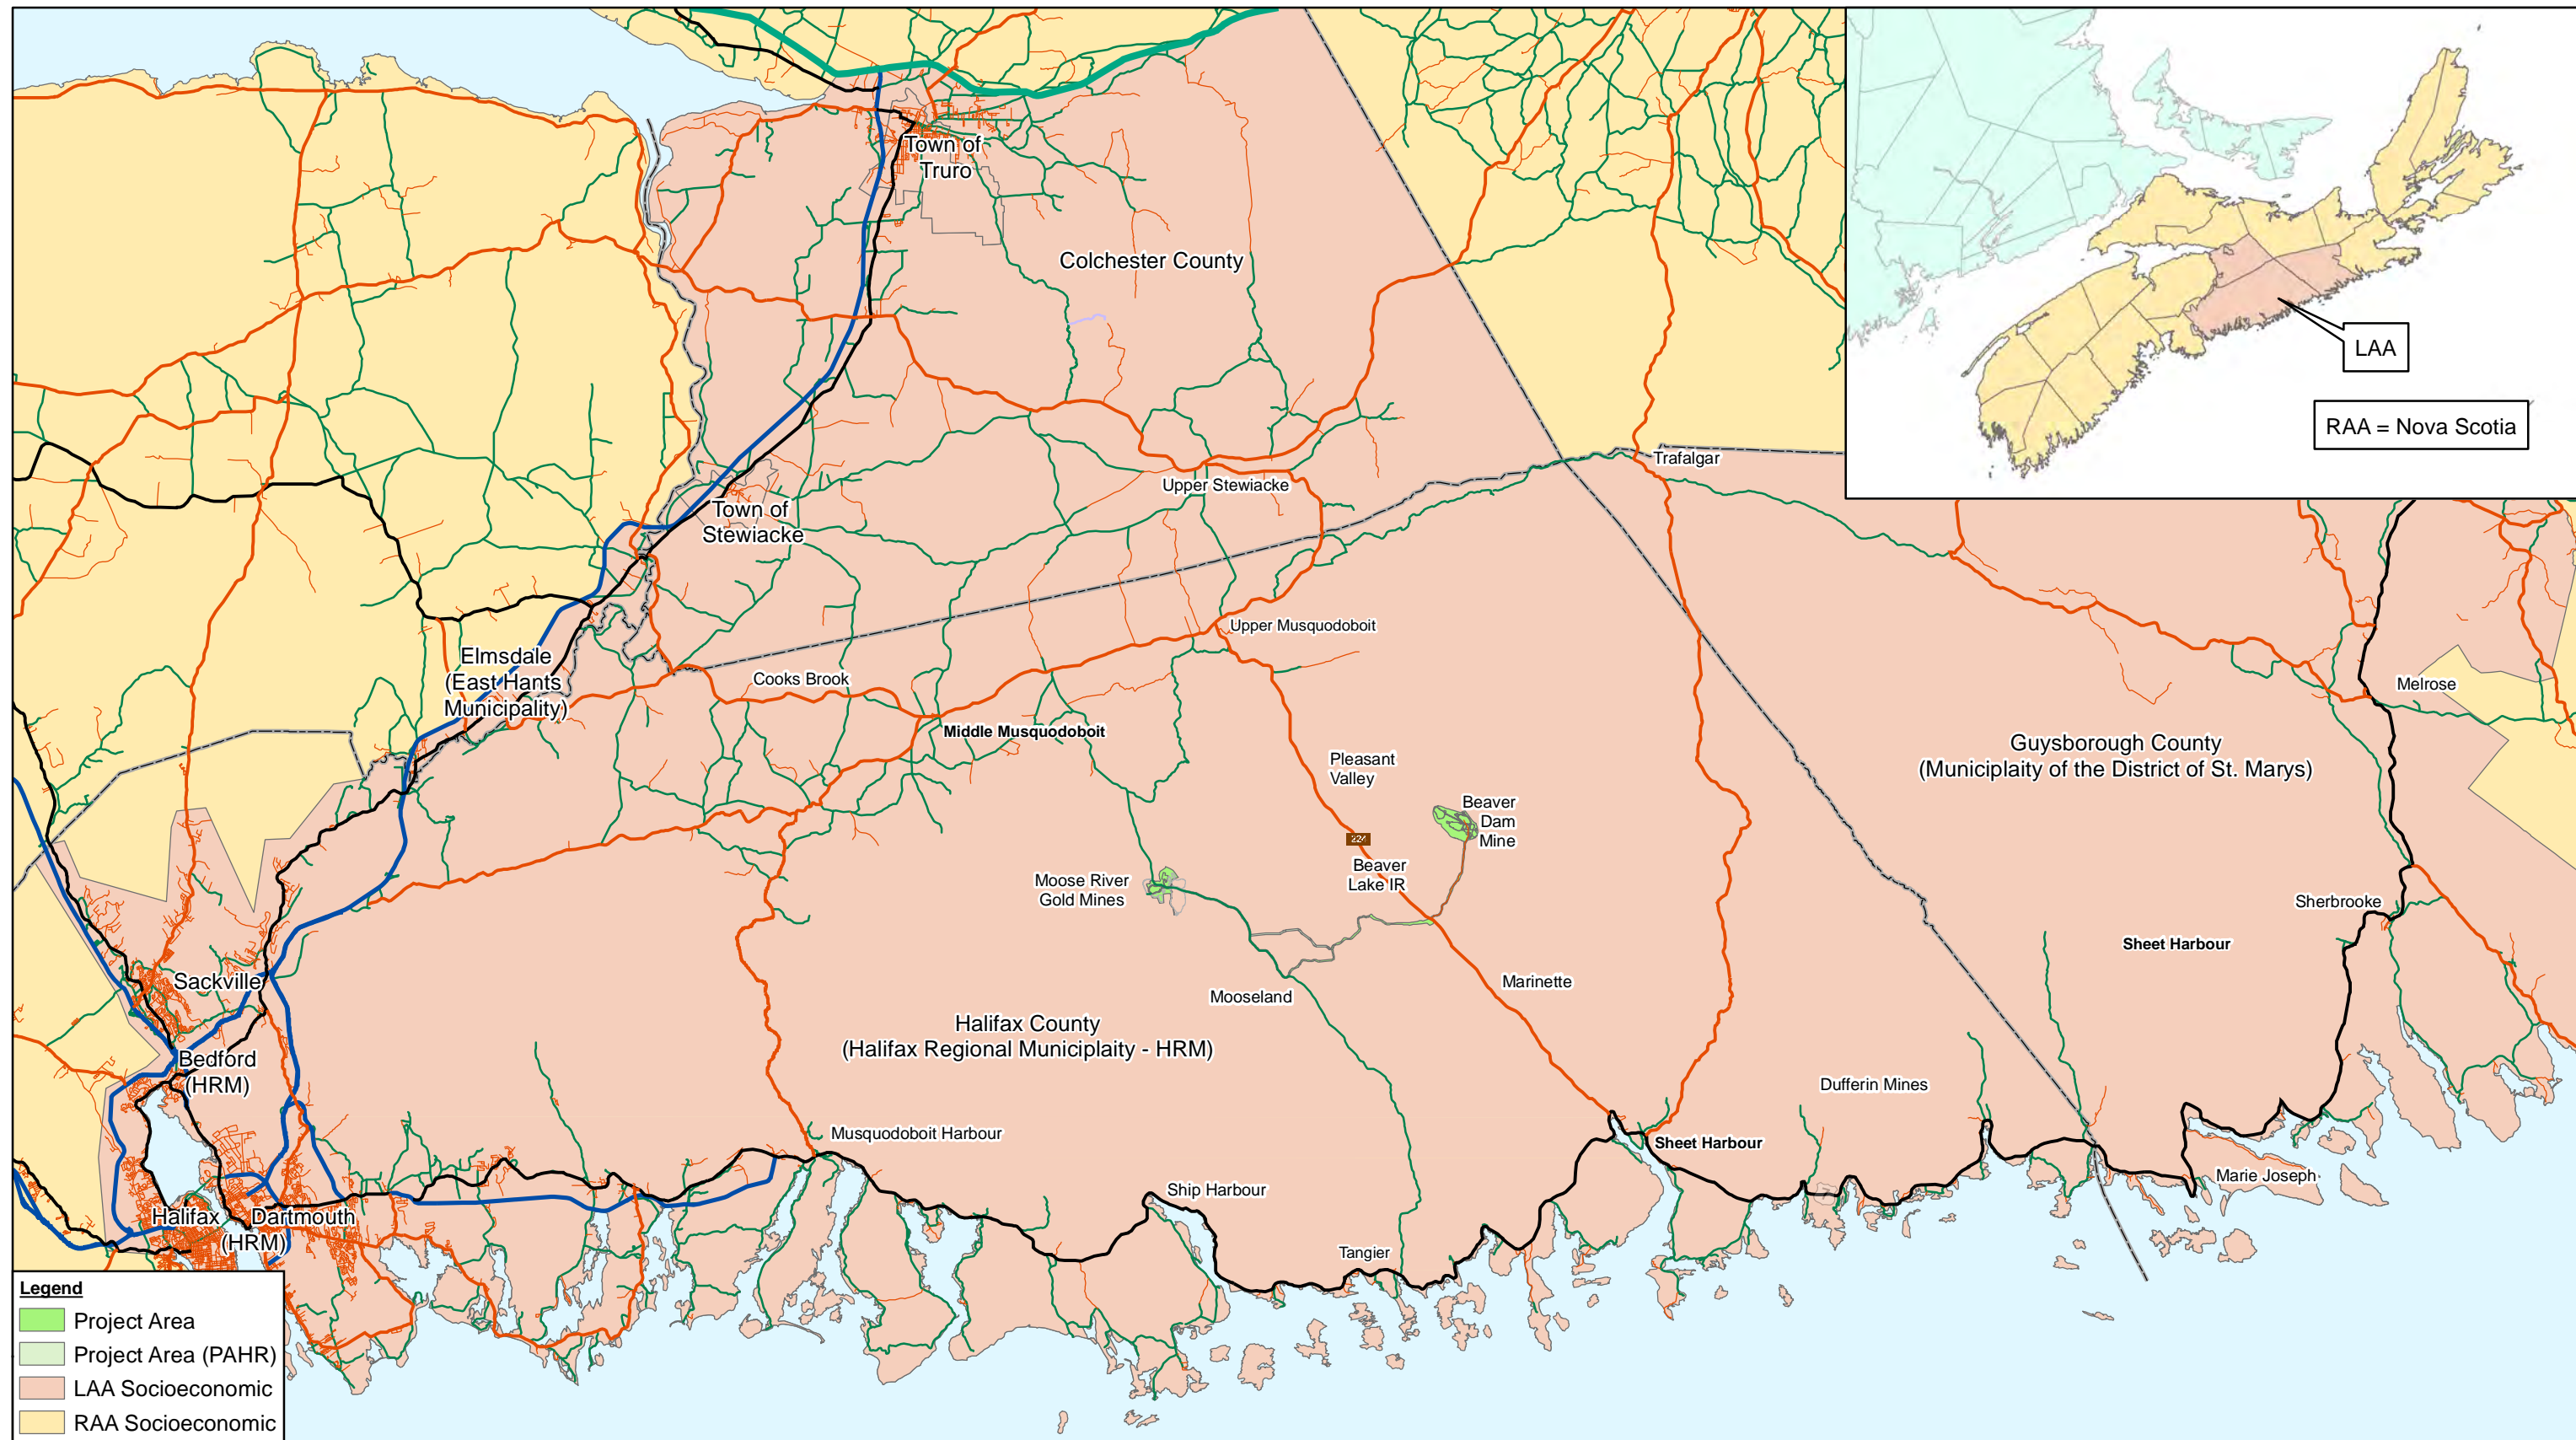 Town of
Truro
Colchester County
LAA
RAA = Nova Scotia
Trafalgar
Upper Stewiacke
Town of
Stewiacke
Upper Musquodoboit
Elmsdale
(East Hants
Municipality)
Cooks Brook
Melrose
Middle Musquodoboit
Guysborough County
(Municiplaity of the District of St. Marys)
Pleasant
Valley
Beaver
Dam
Mine
224
Beaver
Lake IR
Moose River
Gold Mines
Sherbrooke
Sheet Harbour
Sackville
Marinette
Mooseland
Halifax County
(Halifax Regional Municiplaity - HRM)
Bedford
(HRM)
Dufferin Mines
Musquodoboit Harbour
Sheet Harbour
Marie Joseph
Ship Harbour
Halifax
Dartmouth
(HRM)
Tangier
Legend
Project Area
Project Area (PAHR)
LAA Socioeconomic
RAA Socioeconomic